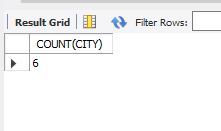 Result Grid Filter Rows:
COUNT(CITY)
6